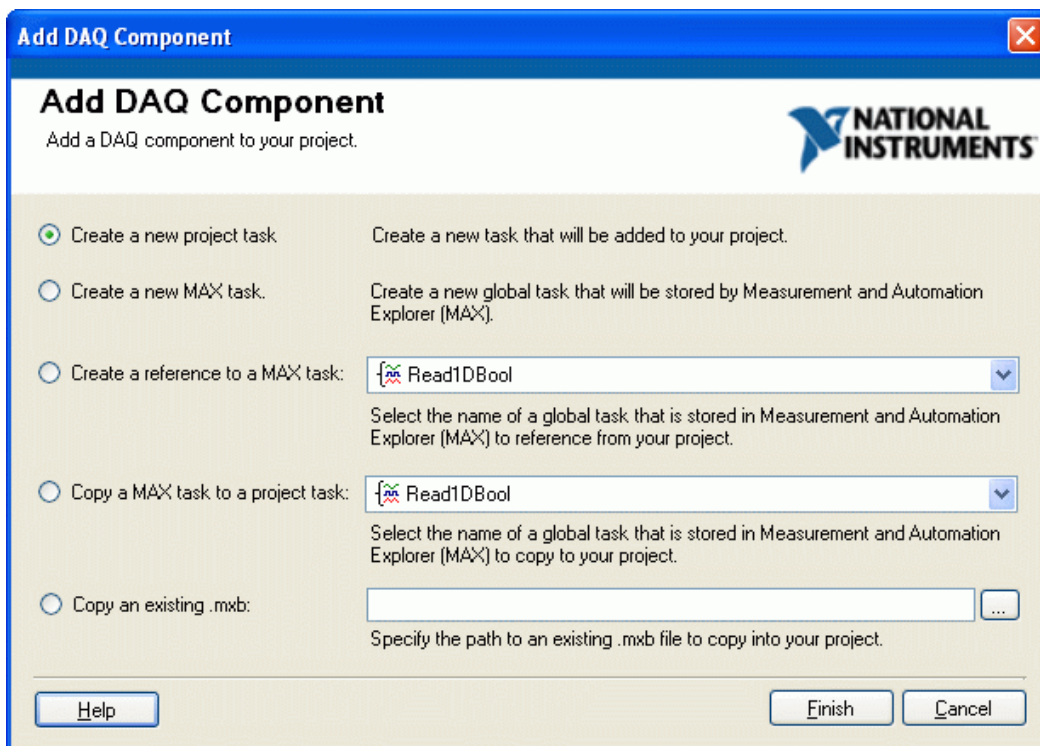 Add DAQ Component
Add DAQ Component
Add a DAQ component to your project.
NATIONAL
INSTRUMENTS
Create a new project task
Create a new task that will be added to your project.
Create a new MAX task.
Create a new global task that will be stored by Measurement and Automation
Explorer (MAX).
Create a reference to a MAX task:
Read1DBool
Select the name of a global task that is stored in Measurement and Automation
Explorer (MAX) to reference from your project.
Copy a MAX task to a project task:
Read1DBool
Select the name of a global task that is stored in Measurement and Automation
Explorer (MAX) to copy to your project.
Copy an existing .mxb:
...
Specify the path to an existing .mxb file to copy into your project.
Help
Finish
Cancel